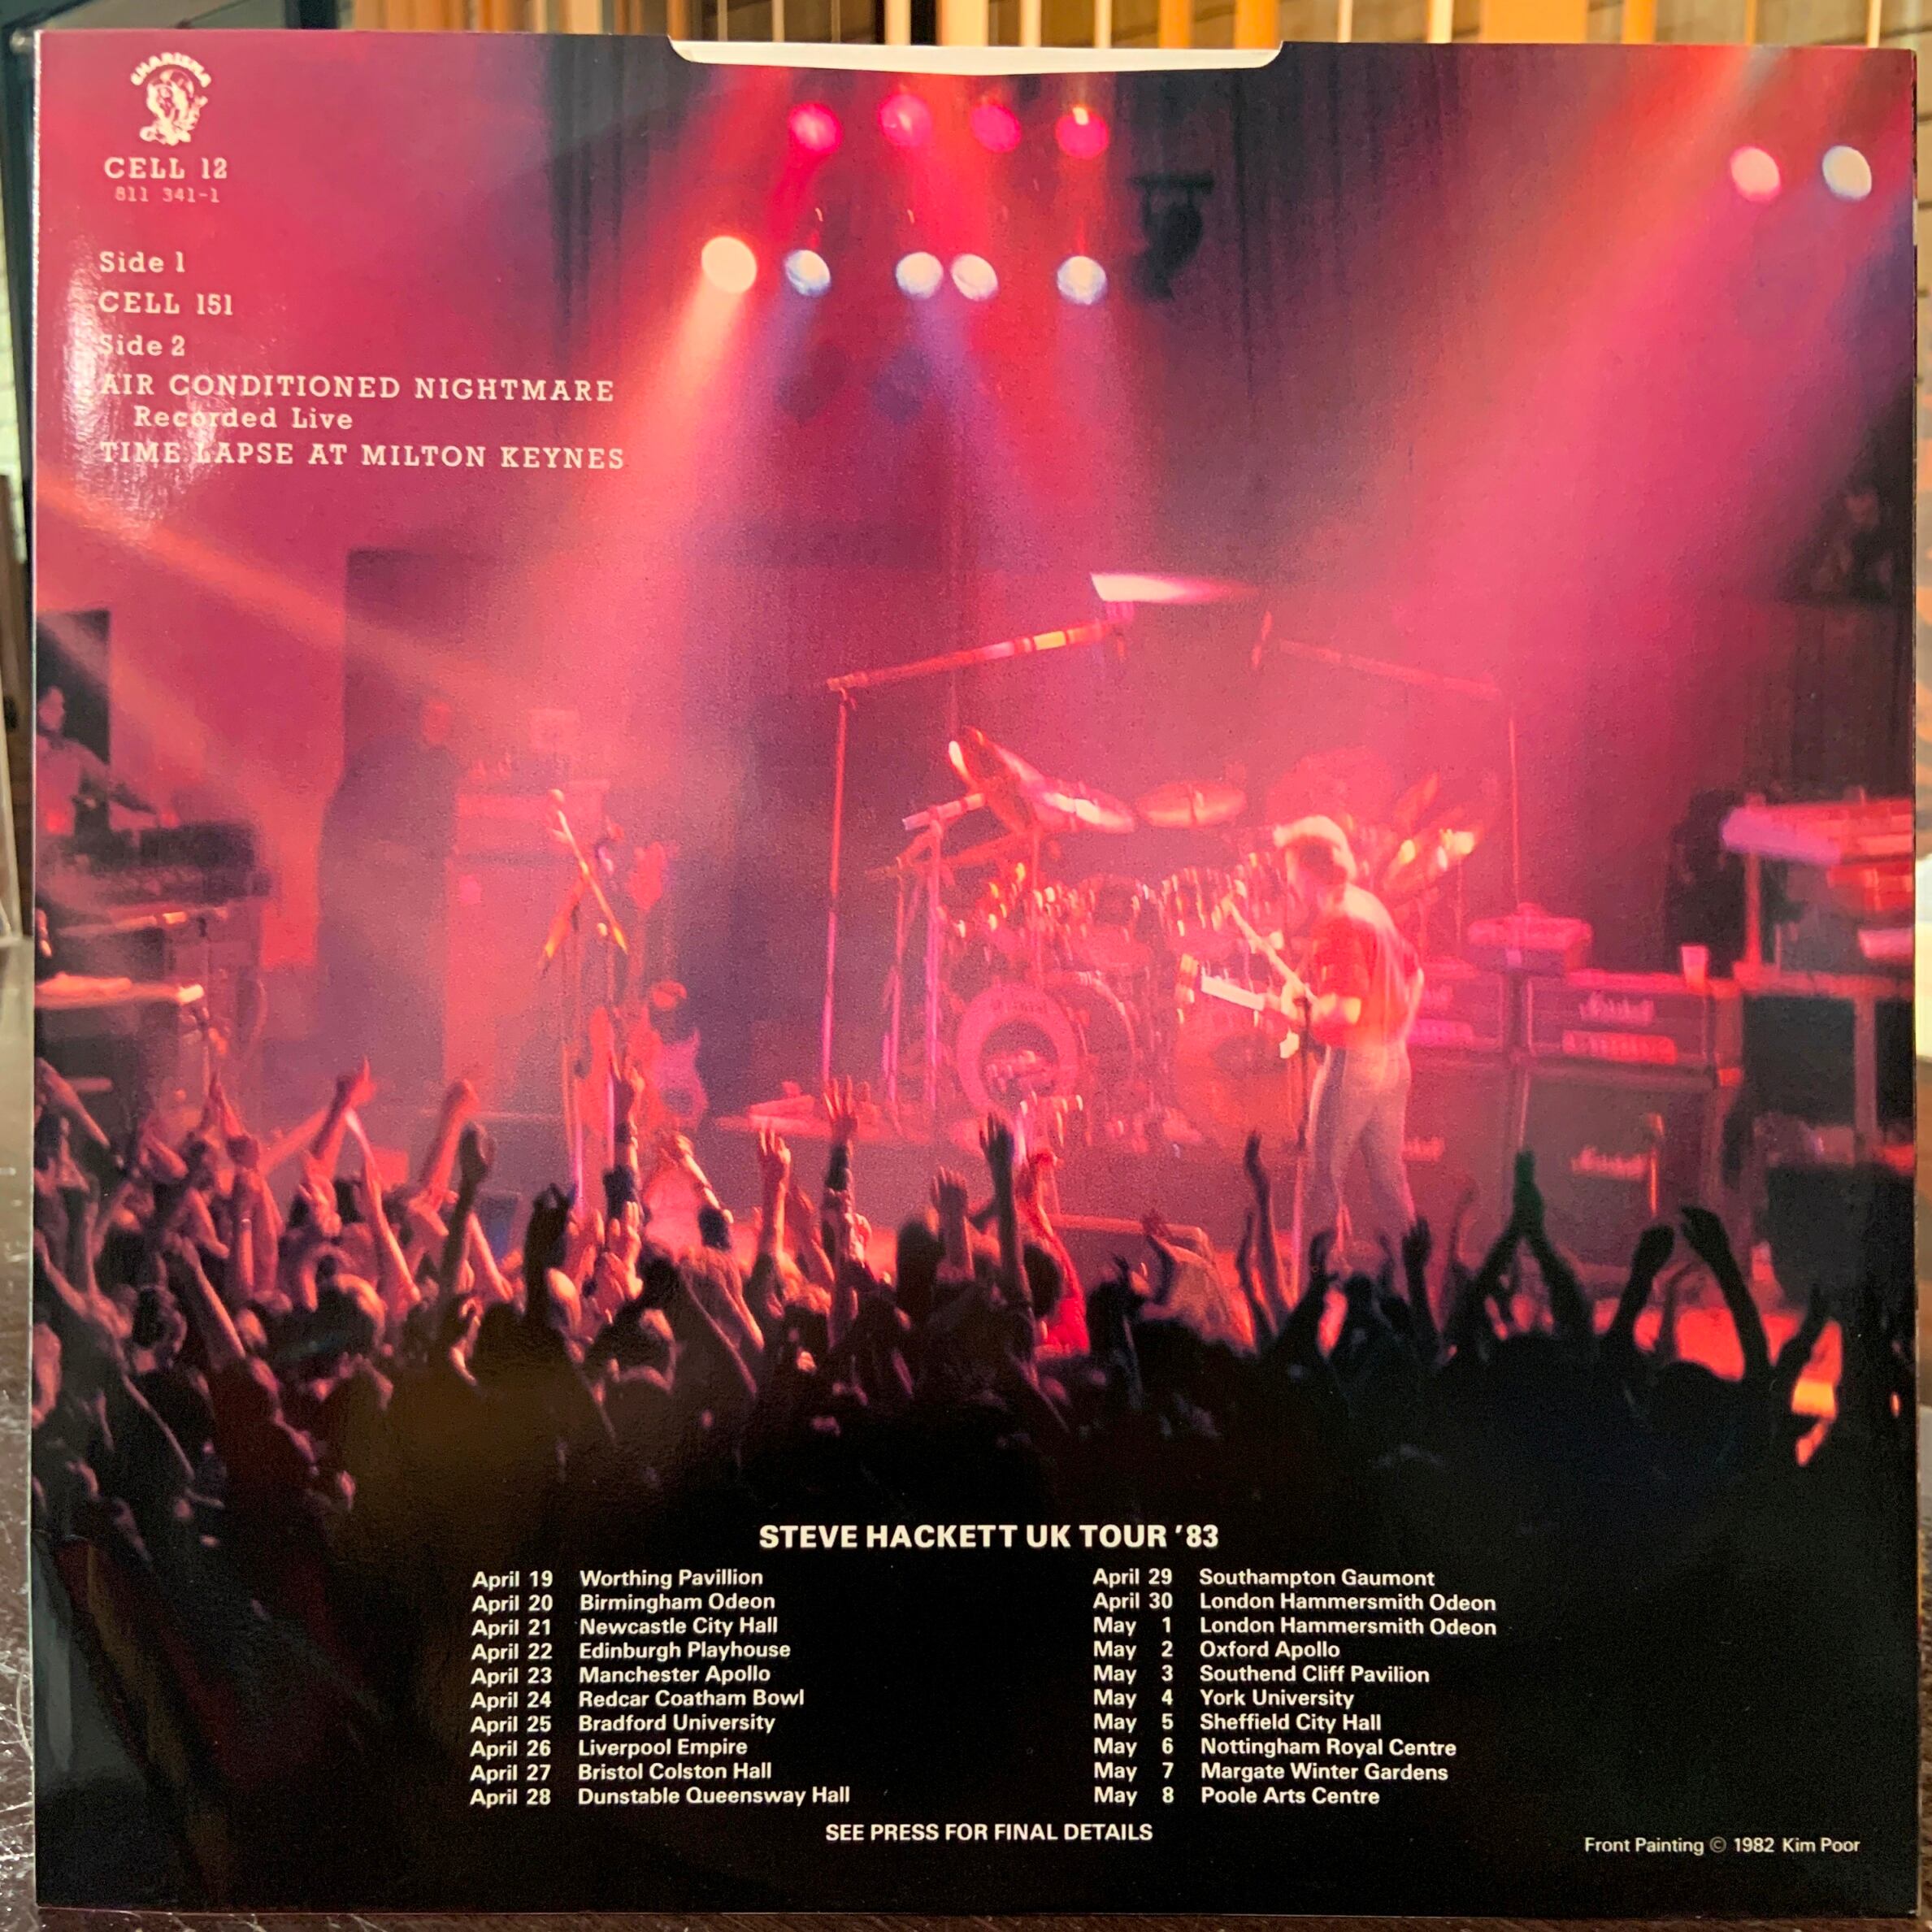 CHARISMA
CELL 12
811 341-1
Side 1
CELL 151
Side 2
AIR CONDITIONED NIGHTMARE
Recorded Live
TIME LAPSE AT MILTON KEYNES
Marshall
Marshall
STEVE HACKETT UK TOUR '83
April 19 Worthing Pavillion
April 20 Birmingham Odeon
April 21 Newcastle City Hall
April 22 Edinburgh Playhouse
April 23 Manchester Apollo
April 24 Redcar Coatham Bowl
April 25 Bradford University
April 26 Liverpool Empire
April 27 Bristol Colston Hall
April 28 Dunstable Queensway Hall
April 29 Southampton Gaumont
April 30 London Hammersmith Odeon
May 1 London Hammersmith Odeon
May 2 Oxford Apollo
May 3 Southend Cliff Pavilion
May 4 York University
May 5 Sheffield City Hall
May 6 Nottingham Royal Centre
May 7 Margate Winter Gardens
May 8 Poole Arts Centre
SEE PRESS FOR FINAL DETAILS
Front Painting © 1982 Kim Poor